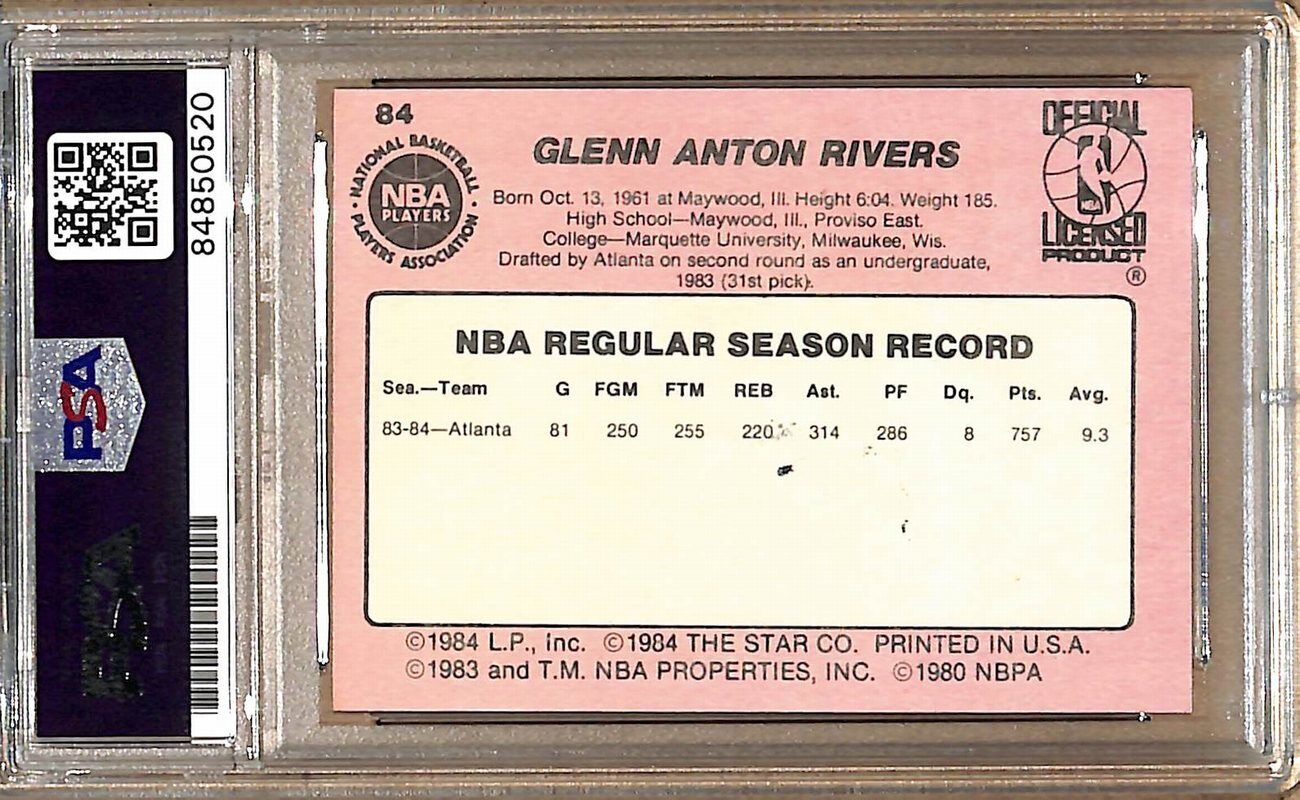 84850520
PSA
84
NATIONAL BASKETBALL
NBA
PLAYERS
PLAYERS ASSOCIATION
GLENN ANTON RIVERS
Born Oct. 13, 1961 at Maywood, Ill. Height 6:04. Weight 185.
High School—Maywood, Ill., Proviso East.
College—Marquette University, Milwaukee, Wis.
Drafted by Atlanta on second round as an undergraduate,
1983 (31st pick).
OFFICIAL
LICENSED
PRODUCT
®
NBA REGULAR SEASON RECORD
Sea.—Team G FGM FTM REB Ast. PF Dq. Pts. Avg.
83-84—Atlanta 81 250 255 220 314 286 8 757 9.3
©1984 L.P., Inc. ©1984 THE STAR CO. PRINTED IN U.S.A.
©1983 and T.M. NBA PROPERTIES, INC. ©1980 NBPA
PSA